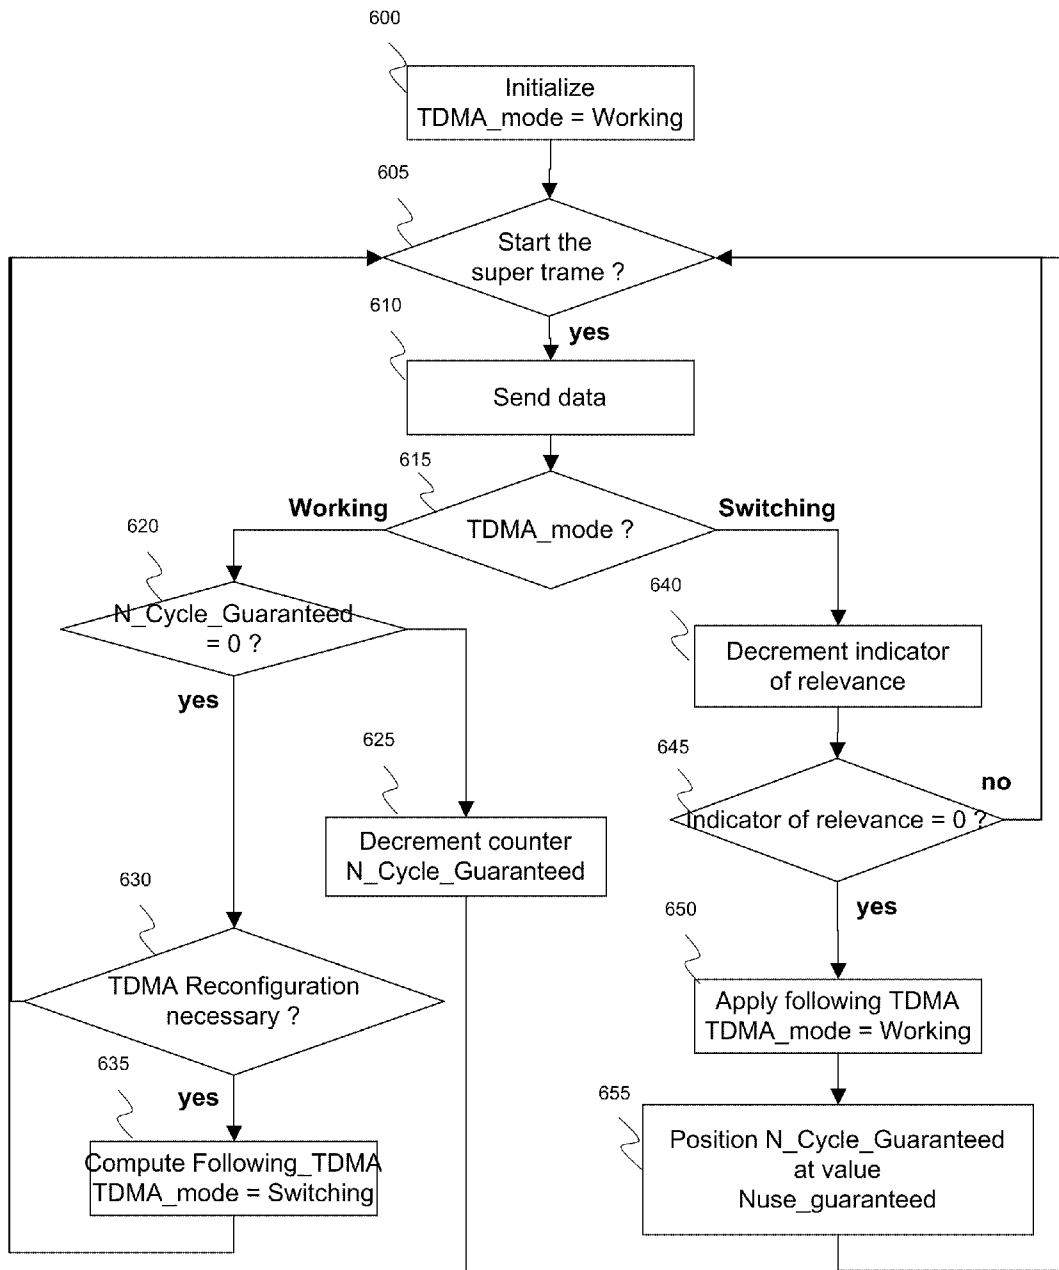 600
Initialize
TDMA_mode = Working
605
Start the
super trame ?
610
yes
Send data
615
Working
Switching
TDMA_mode ?
620
N_Cycle_Guaranteed
= 0 ?
yes
640
Decrement indicator
of relevance
625
Decrement counter
N_Cycle_Guaranteed
645
no
Indicator of relevance = 0 ?
yes
630
TDMA Reconfiguration
necessary ?
yes
650
Apply following TDMA
TDMA_mode = Working
635
Compute Following_TDMA
TDMA_mode = Switching
655
Position N_Cycle_Guaranteed
at value
Nuse_guaranteed